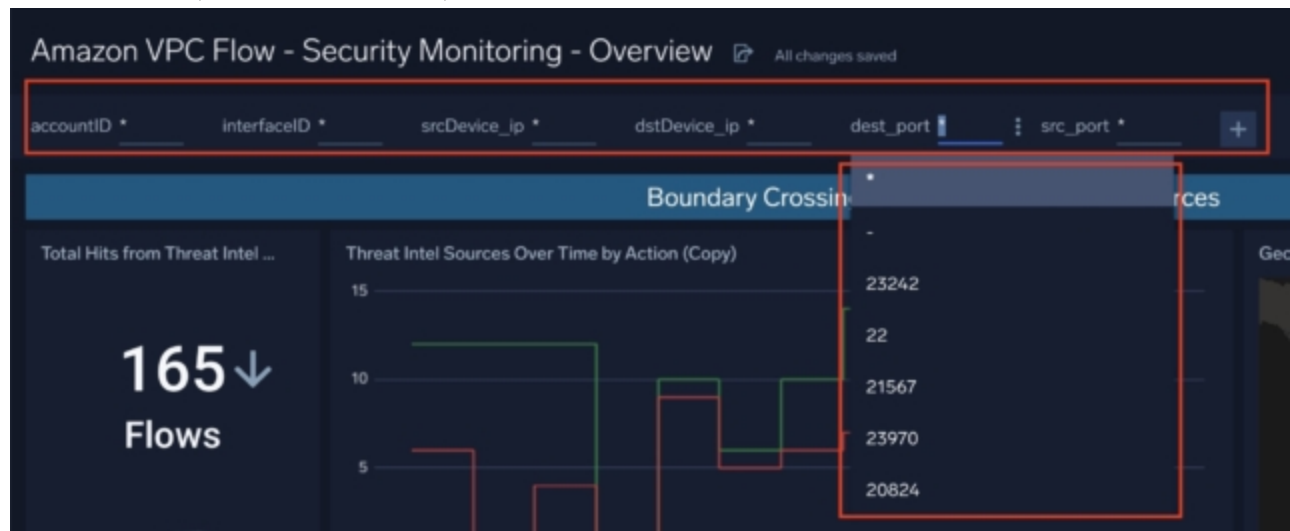 Amazon VPC Flow - Security Monitoring - Overview All changes saved
accountID * interfaceID * srcDevice_ip * dstDevice_ip * dest_port * src_port * +
Boundary Crossin rces
Total Hits from Threat Intel ...
165
Flows
Threat Intel Sources Over Time by Action (Copy)
15
10
5
*
-
23242
22
21567
23970
20824
Geo